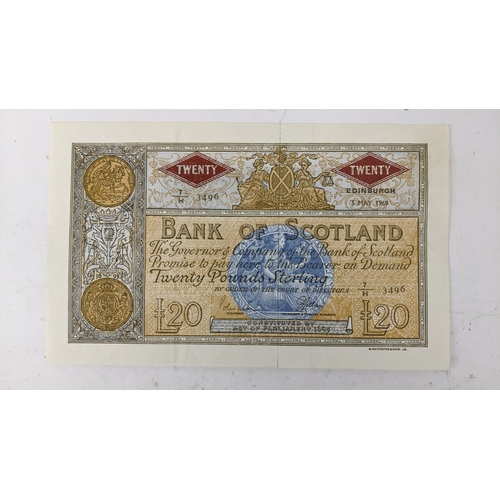 TWENTY
TWENTY
7/H 3496
EDINBURGH
5 MAY 1969
BANK OF SCOTLAND
The Governor & Company of the Bank of Scotland
Promise to pay here to the Bearer on Demand
Twenty Pounds Sterling
BY ORDER OF THE COURT OF DIRECTORS
7/H 3496
£20
£20
CONSTITUTED BY
ACT OF PARLIAMENT 1695